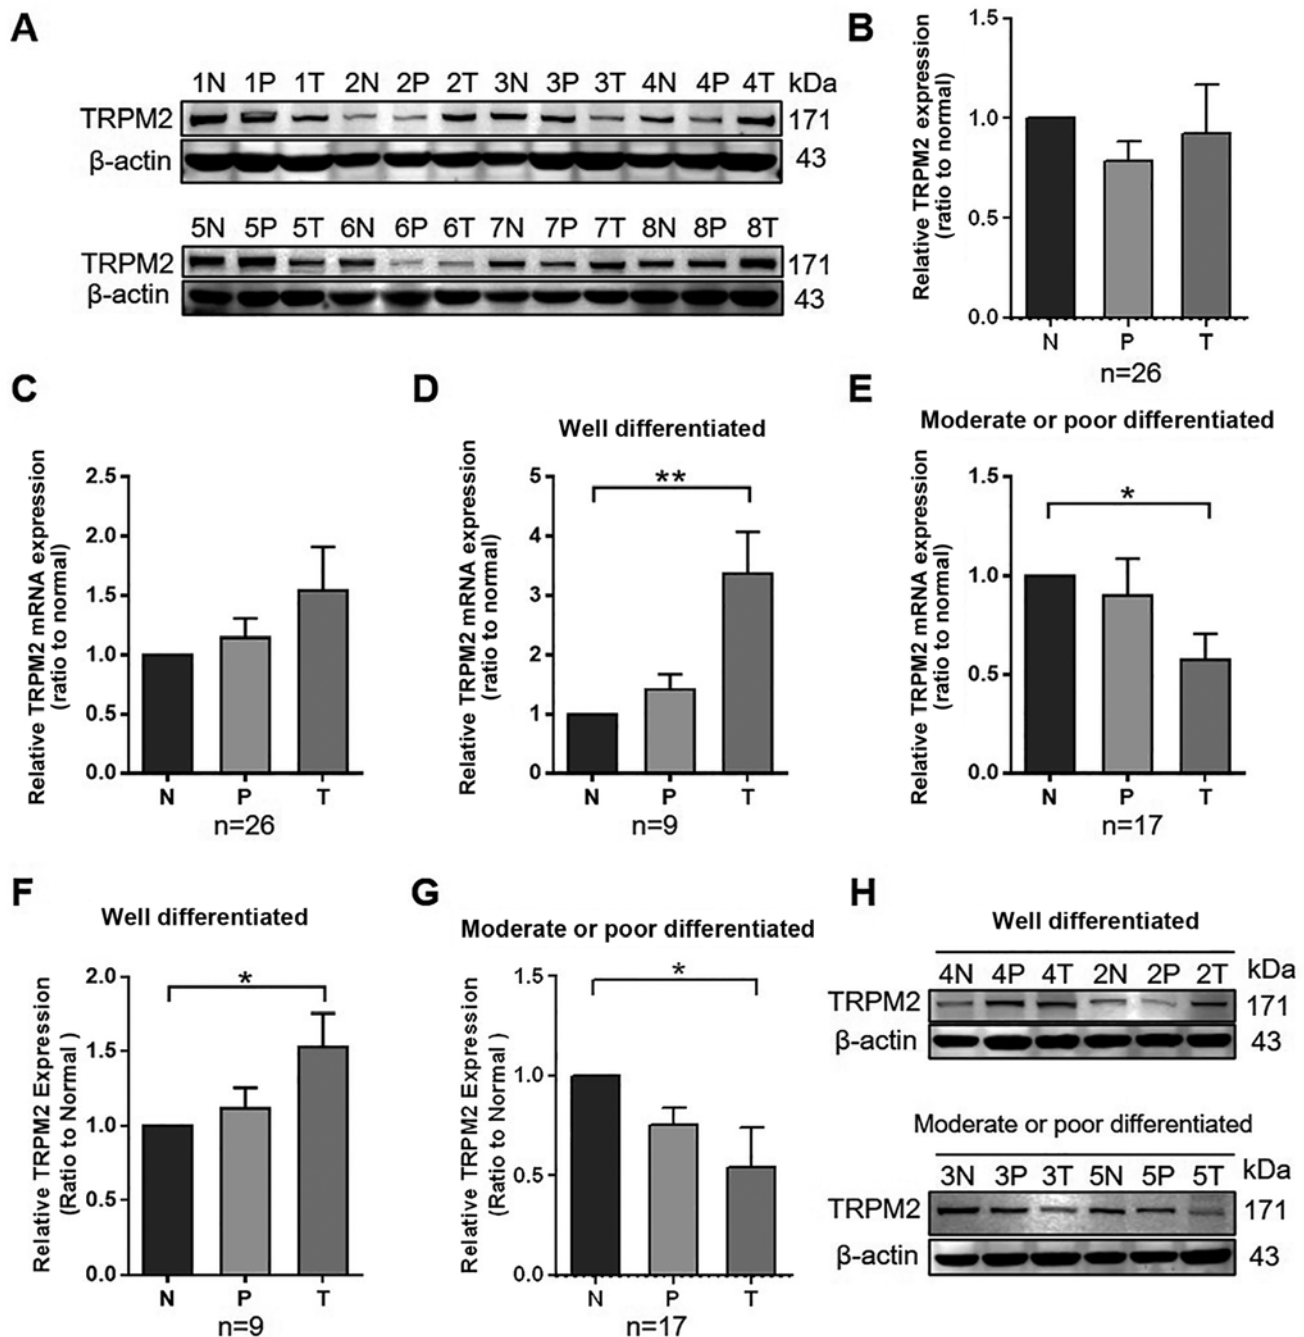 A
1N 1P 1T 2N 2P 2T 3N 3P 3T 4N 4P 4T kDa
TRPM2 171
β-actin 43
5N 5P 5T 6N 6P 6T 7N 7P 7T 8N 8P 8T
TRPM2 171
β-actin 43
B
Relative TRPM2 expression
(ratio to normal)
1.5
1.0
0.5
0.0
N P T
n=26
C
Relative TRPM2 mRNA expression
(ratio to normal)
2.5
2.0
1.5
1.0
0.5
0.0
N P T
n=26
D
Well differentiated
Relative TRPM2 mRNA expression
(ratio to normal)
5
4
3
2
1
0
**
N P T
n=9
E
Moderate or poor differentiated
Relative TRPM2 mRNA expression
(ratio to normal)
1.5
1.0
0.5
0.0
*
N P T
n=17
F
Well differentiated
Relative TRPM2 Expression
(Ratio to Normal )
2.0
1.5
1.0
0.5
0.0
*
N P T
n=9
G
Moderate or poor differentiated
Relative TRPM2 Expression
(Ratio to Normal )
1.5
1.0
0.5
0.0
*
N P T
n=17
H
Well differentiated
4N 4P 4T 2N 2P 2T kDa
TRPM2 171
β-actin 43
Moderate or poor differentiated
3N 3P 3T 5N 5P 5T kDa
TRPM2 171
β-actin 43